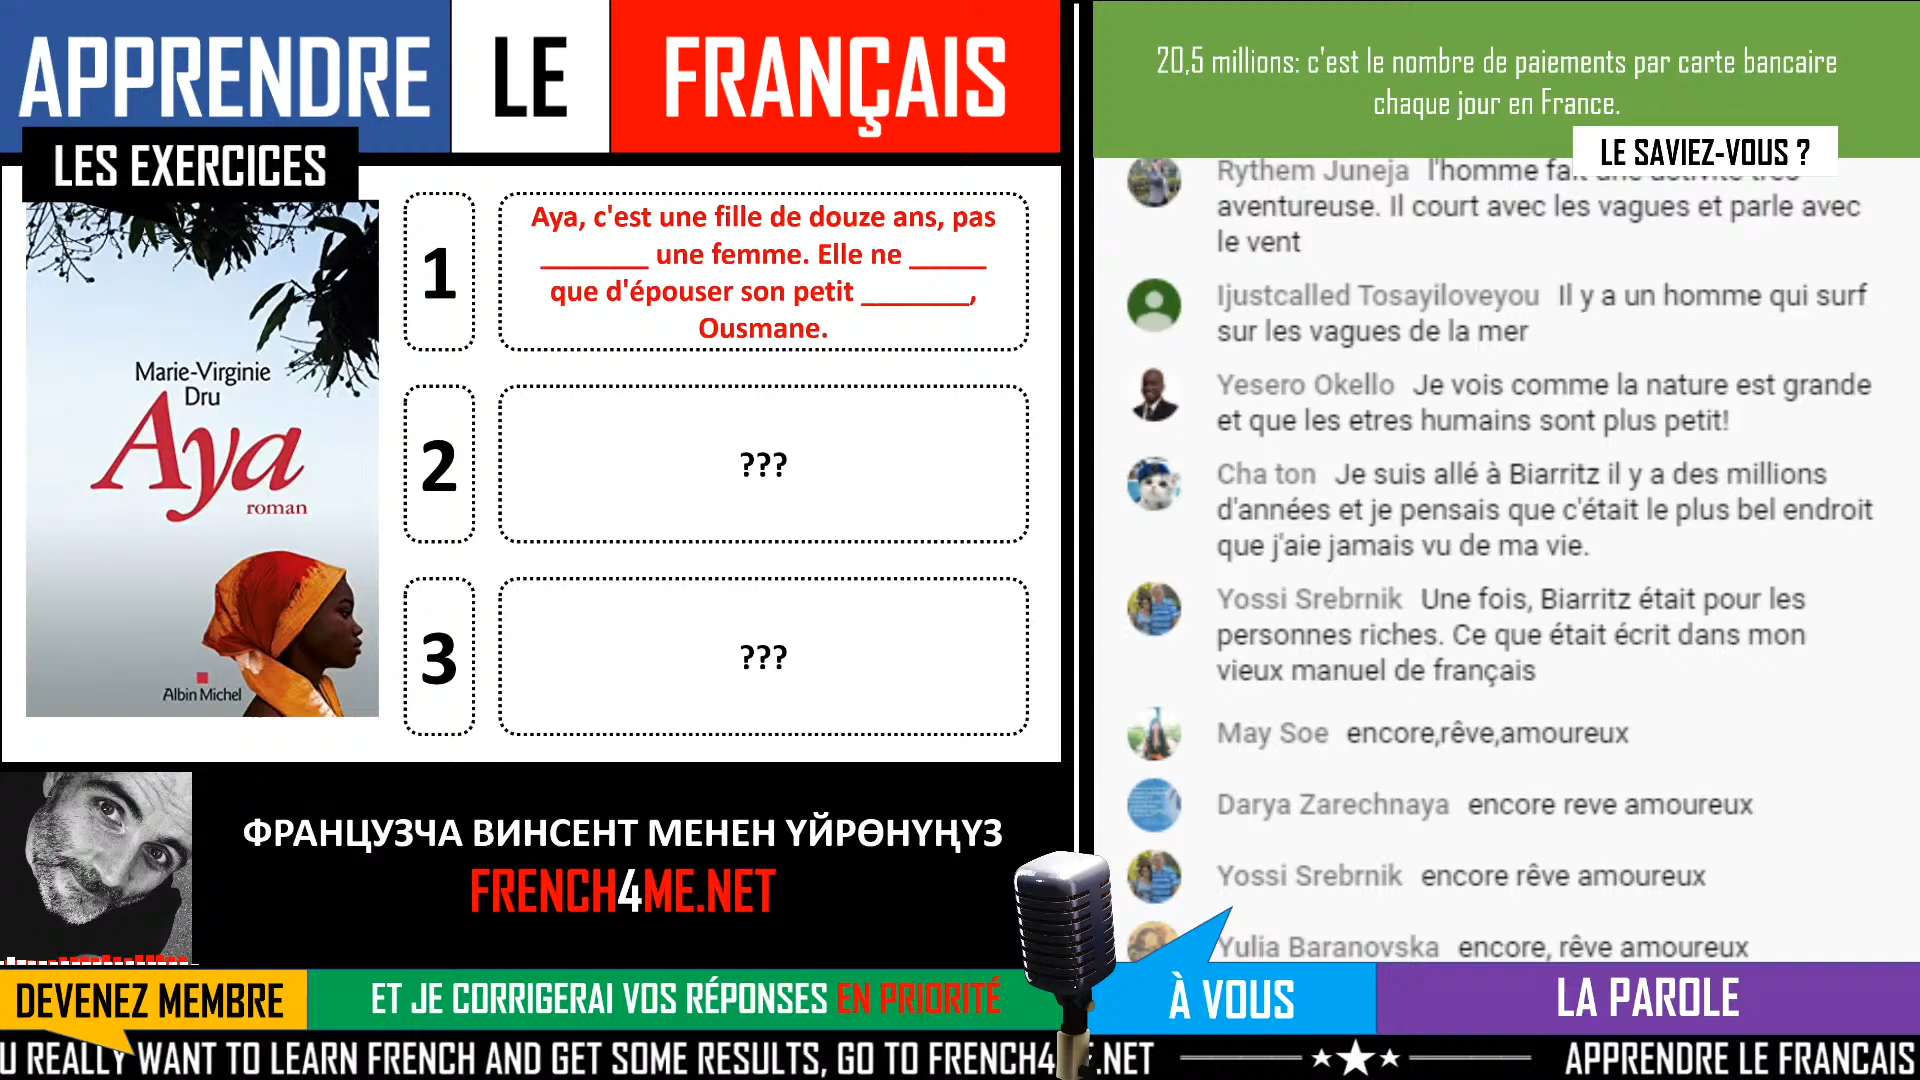 APPRENDRE LE FRANÇAIS
LES EXERCICES
Marie-Virginie
Dru
Aya
roman
Albin Michel
1
Aya, c'est une fille de douze ans, pas
_______ une femme. Elle ne _____
que d'épouser son petit _______,
Ousmane.
2
???
3
???
ФРАНЦУЗЧА ВИНСЕНТ МЕНЕН ҮЙРӨНҮҢҮЗ
FRENCH4ME.NET
DEVENEZ MEMBRE
ET JE CORRIGERAI VOS RÉPONSES EN PRIORITÉ
20,5 millions: c'est le nombre de paiements par carte bancaire
chaque jour en France.
LE SAVIEZ-VOUS ?
Rythem Juneja l'homme fait une activité très
aventureuse. Il court avec les vagues et parle avec
le vent
Ijustcalled Tosayiloveyou Il y a un homme qui surf
sur les vagues de la mer
Yesero Okello Je vois comme la nature est grande
et que les etres humains sont plus petit!
Cha ton Je suis allé à Biarritz il y a des millions
d'années et je pensais que c'était le plus bel endroit
que j'aie jamais vu de ma vie.
Yossi Srebrnik Une fois, Biarritz était pour les
personnes riches. Ce que était écrit dans mon
vieux manuel de français
May Soe encore,rêve,amoureux
Darya Zarechnaya encore reve amoureux
Yossi Srebrnik encore rêve amoureux
Yulia Baranovska encore, rêve amoureux
À VOUS
LA PAROLE
U REALLY WANT TO LEARN FRENCH AND GET SOME RESULTS, GO TO FRENCH4ME.NET
APPRENDRE LE FRANCAIS